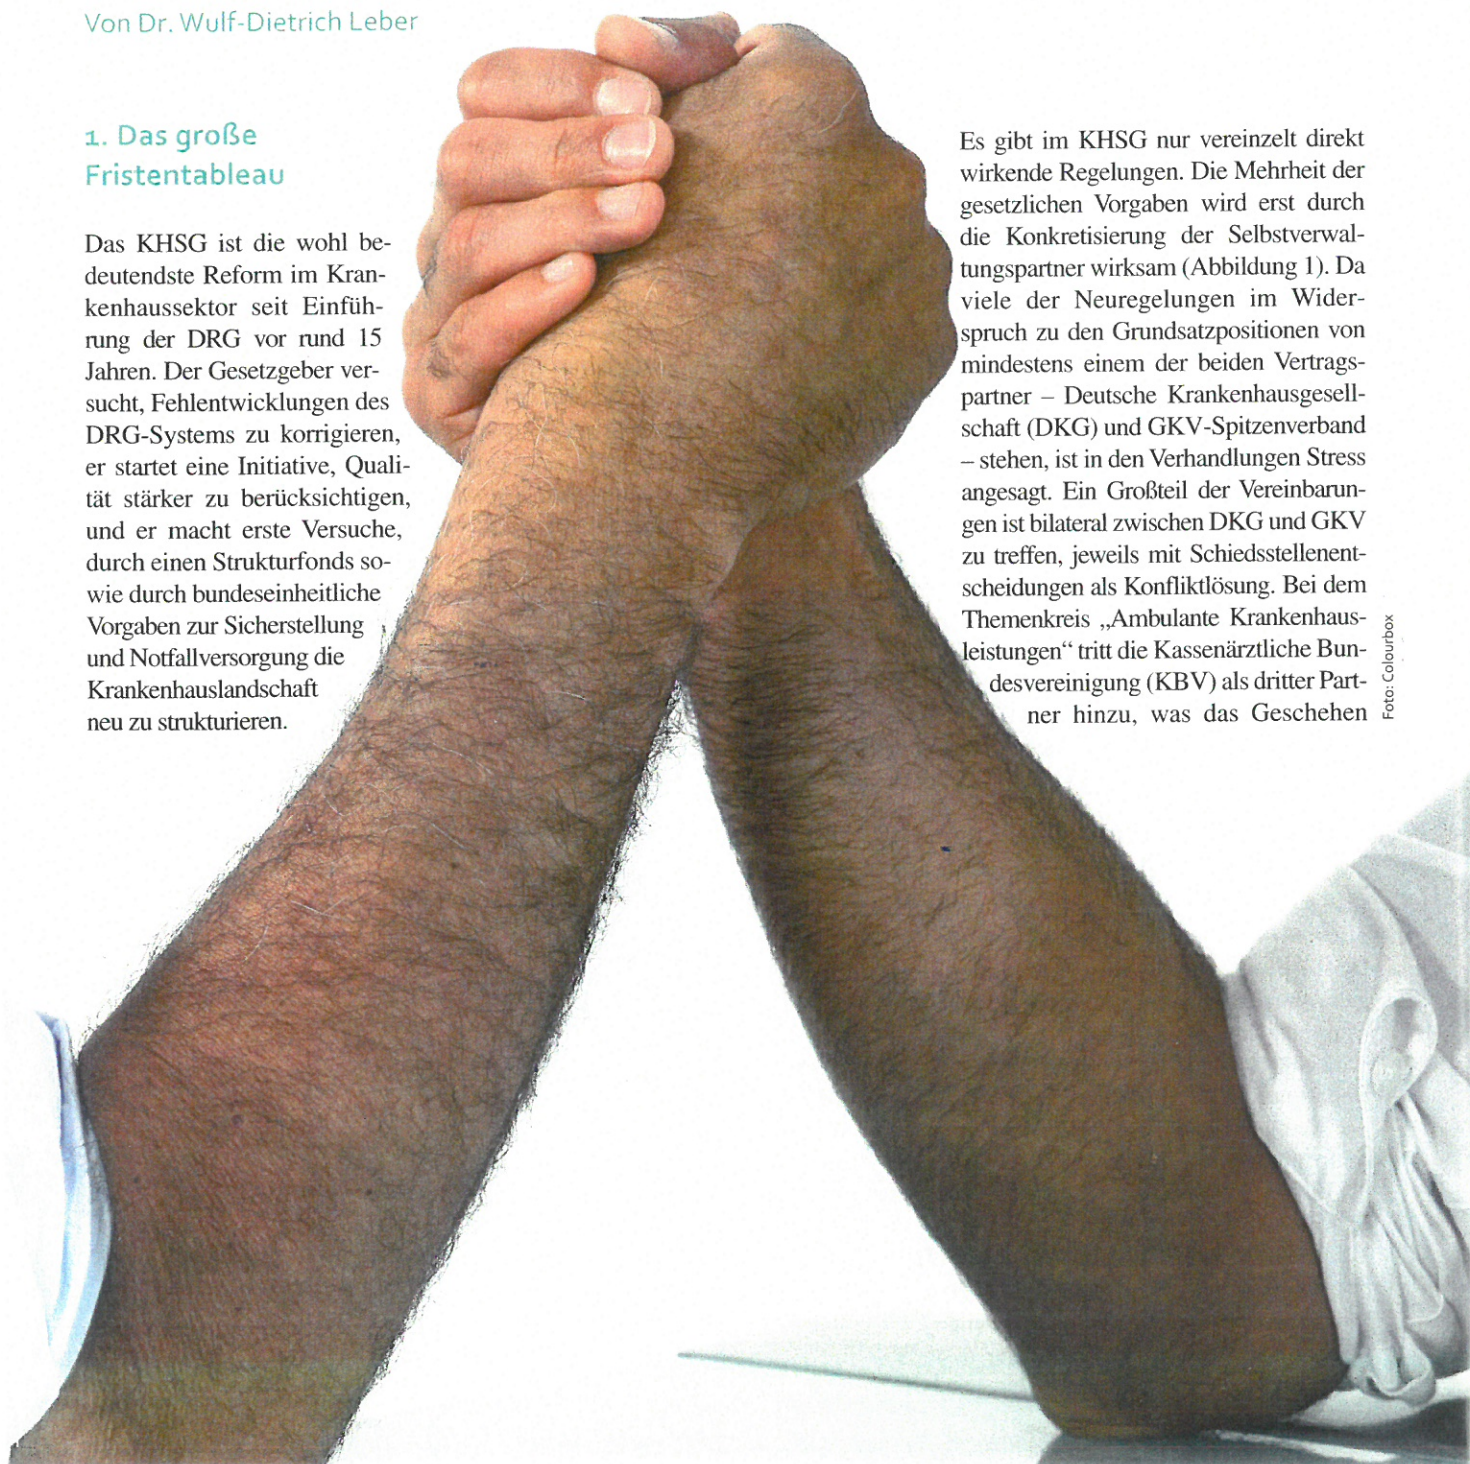 Von Dr. Wulf-Dietrich Leber
1. Das große
Fristentableau
Das KHSG ist die wohl be-
deutendste Reform im Kran-
kenhaussektor seit Einfüh-
rung der DRG vor rund 15
Jahren. Der Gesetzgeber ver-
sucht, Fehlentwicklungen des
DRG-Systems zu korrigieren,
er startet eine Initiative, Quali-
tät stärker zu berücksichtigen,
und er macht erste Versuche,
durch einen Strukturfonds so-
wie durch bundeseinheitliche
Vorgaben zur Sicherstellung
und Notfallversorgung die
Krankenhauslandschaft
neu zu strukturieren.
Es gibt im KHSG nur vereinzelt direkt
wirkende Regelungen. Die Mehrheit der
gesetzlichen Vorgaben wird erst durch
die Konkretisierung der Selbstverwal-
tungspartner wirksam (Abbildung 1). Da
viele der Neuregelungen im Wider-
spruch zu den Grundsatzpositionen von
mindestens einem der beiden Vertrags-
partner – Deutsche Krankenhausgesell-
schaft (DKG) und GKV-Spitzenverband
– stehen, ist in den Verhandlungen Stress
angesagt. Ein Großteil der Vereinbarun-
gen ist bilateral zwischen DKG und GKV
zu treffen, jeweils mit Schiedsstellenent-
scheidungen als Konfliktlösung. Bei dem
Themenkreis „Ambulante Krankenhaus-
leistungen“ tritt die Kassenärztliche Bun-
desvereinigung (KBV) als dritter Part-
ner hinzu, was das Geschehen
Foto: Colourbox